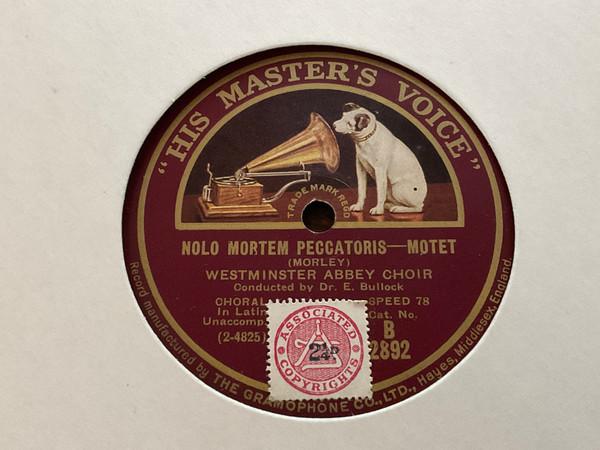 "HIS MASTER'S VOICE"
TRADE MARK REGD
NOLO MORTEM PECCATORIS—MOTET
(MORLEY)
WESTMINSTER ABBEY CHOIR
Conducted by Dr. E. Bullock
CHORAL SPEED 78
In Latin Cat. No.
Unaccomp. B
(2-4825) 2892
ASSOCIATED
2¼D
COPYRIGHTS
Record manufactured by THE GRAMOPHONE CO., LTD., Hayes, Middlesex, England.